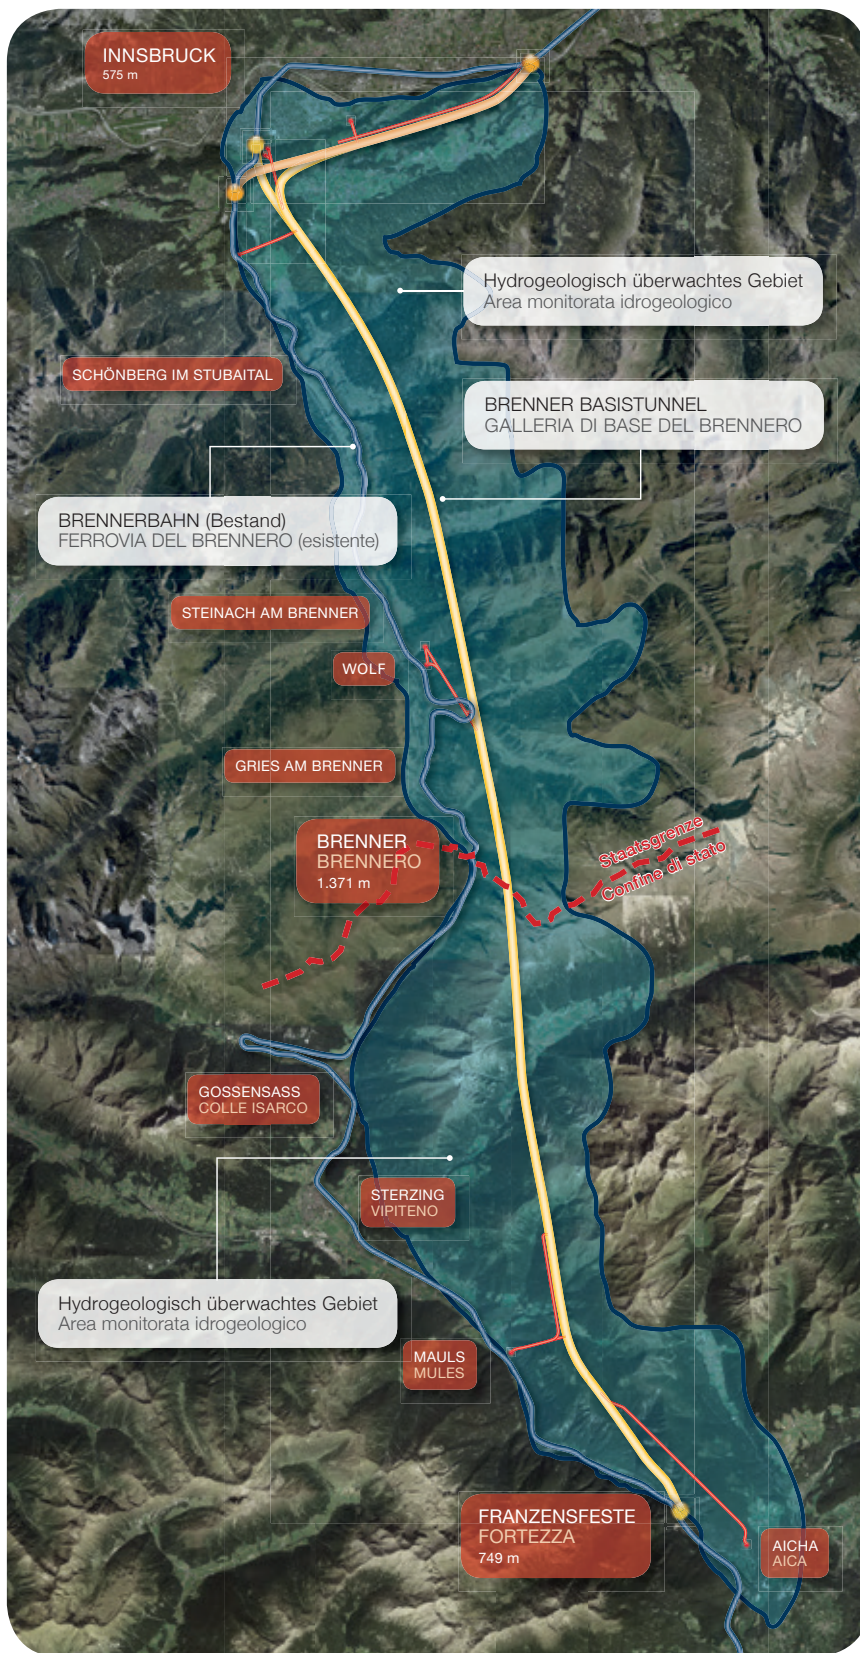 INNSBRUCK
575 m
Hydrogeologisch überwachtes Gebiet
Area monitorata idrogeologico
SCHÖNBERG IM STUBAITAL
BRENNER BASISTUNNEL
GALLERIA DI BASE DEL BRENNERO
BRENNERBAHN (Bestand)
FERROVIA DEL BRENNERO (esistente)
STEINACH AM BRENNER
WOLF
GRIES AM BRENNER
BRENNER
BRENNERO
1.371 m
Staatsgrenze
Confine di stato
GOSSENSASS
COLLE ISARCO
STERZING
VIPITENO
Hydrogeologisch überwachtes Gebiet
Area monitorata idrogeologico
MAULS
MULES
FRANZENSFESTE
FORTEZZA
749 m
AICHA
AICA